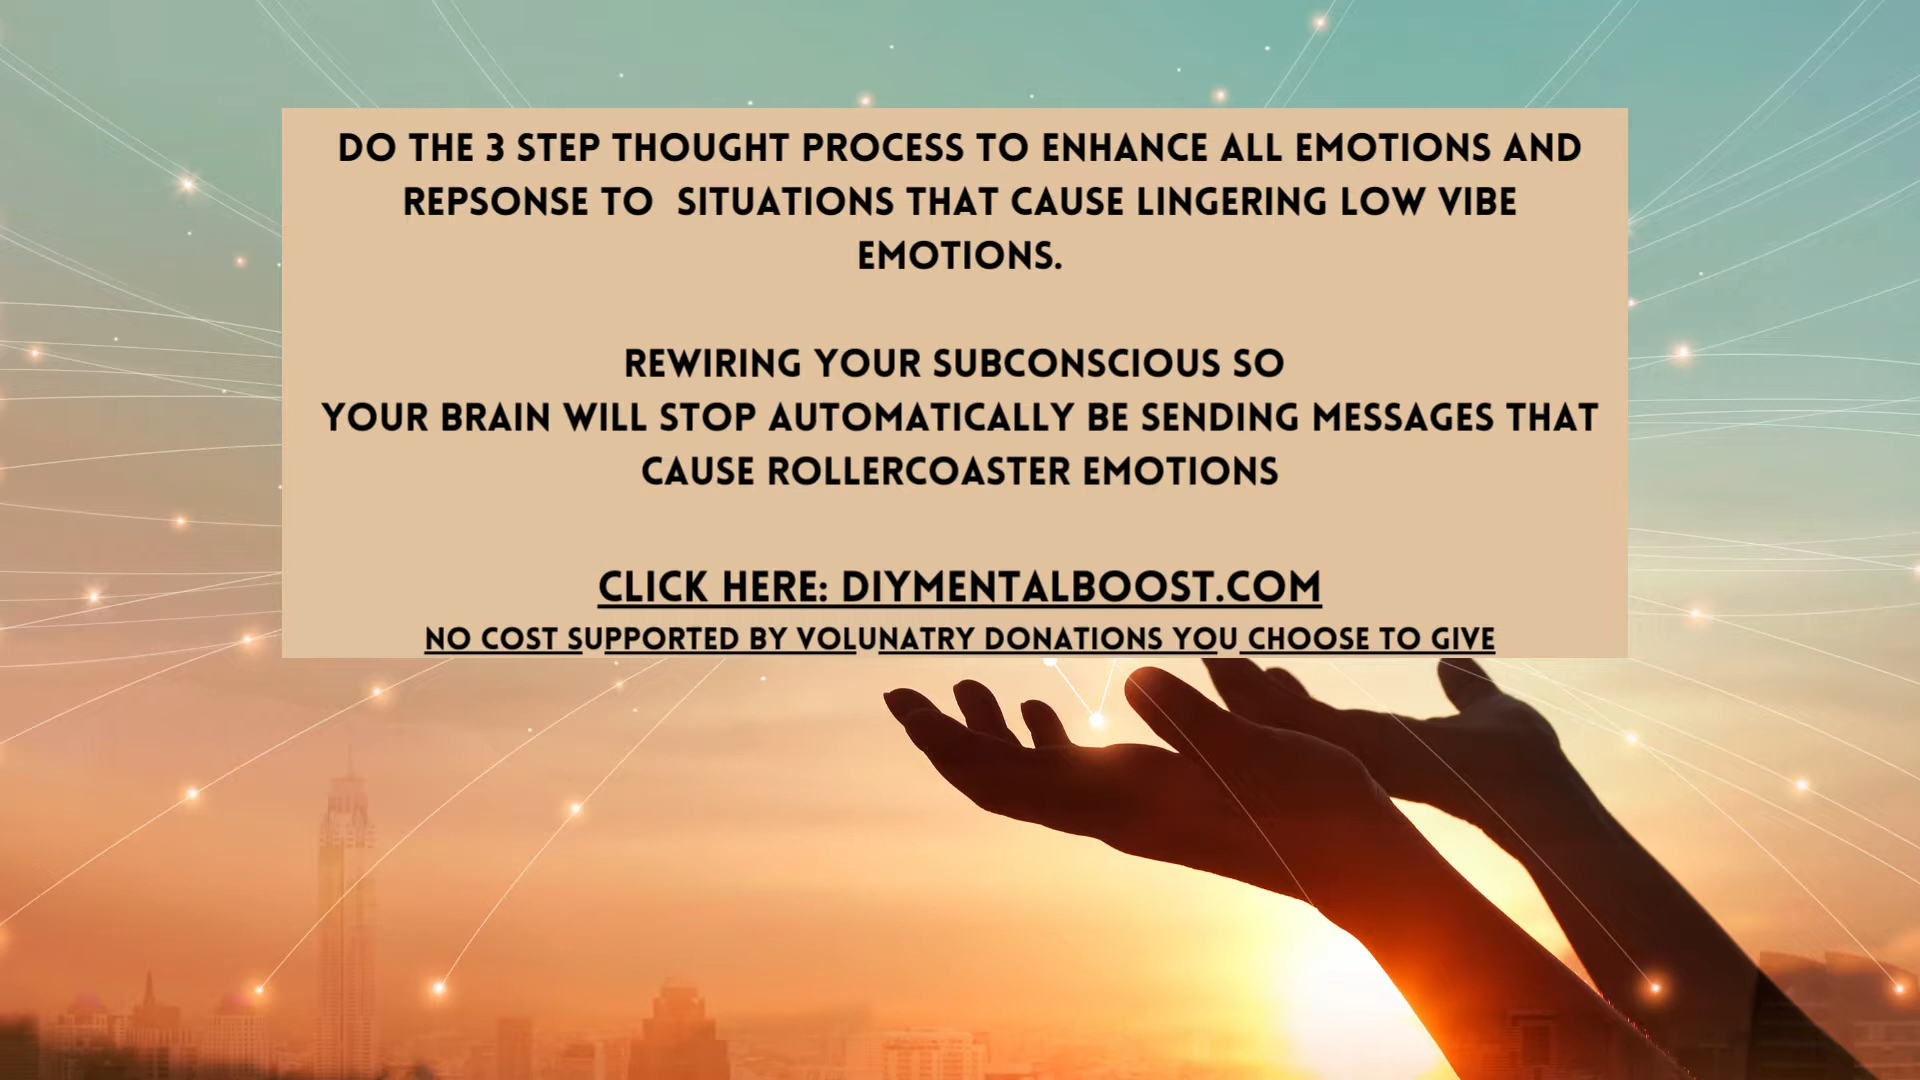 DO THE 3 STEP THOUGHT PROCESS TO ENHANCE ALL EMOTIONS AND
REPSONSE TO SITUATIONS THAT CAUSE LINGERING LOW VIBE
EMOTIONS.
REWIRING YOUR SUBCONSCIOUS SO
YOUR BRAIN WILL STOP AUTOMATICALLY BE SENDING MESSAGES THAT
CAUSE ROLLERCOASTER EMOTIONS
CLICK HERE: DIYMENTALBOOST.COM
NO COST SUPPORTED BY VOLUNATRY DONATIONS YOU CHOOSE TO GIVE